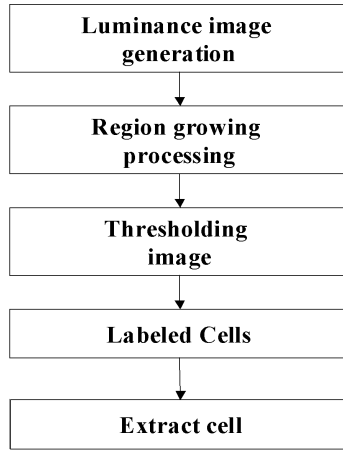 Luminance image
generation
Region growing
processing
Thresholding
image
Labeled Cells
Extract cell